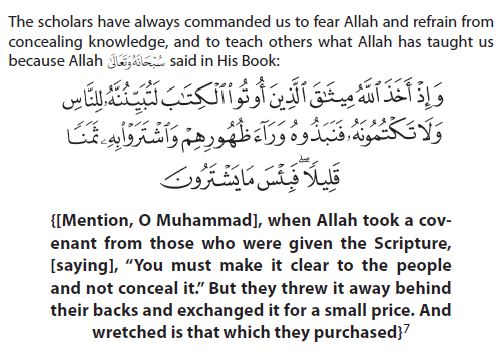 The scholars have always commanded us to fear Allah and refrain from
concealing knowledge, and to teach others what Allah has taught us
because Allah سُبْحَانَهُ وَتَعَالَىٰ said in His Book:
وَإِذْ أَخَذَ ٱللَّهُ مِيثَٰقَ ٱلَّذِينَ أُوتُوا۟ ٱلْكِتَٰبَ لَتُبَيِّنُنَّهُۥ لِلنَّاسِ
وَلَا تَكْتُمُونَهُۥ فَنَبَذُوهُ وَرَآءَ ظُهُورِهِمْ وَٱشْتَرَوْا۟ بِهِۦ ثَمَنًا
قَلِيلًا ۖ فَبِئْسَ مَا يَشْتَرُونَ
{[Mention, O Muhammad], when Allah took a cov-
enant from those who were given the Scripture,
[saying], “You must make it clear to the people
and not conceal it.” But they threw it away behind
their backs and exchanged it for a small price. And
wretched is that which they purchased}7